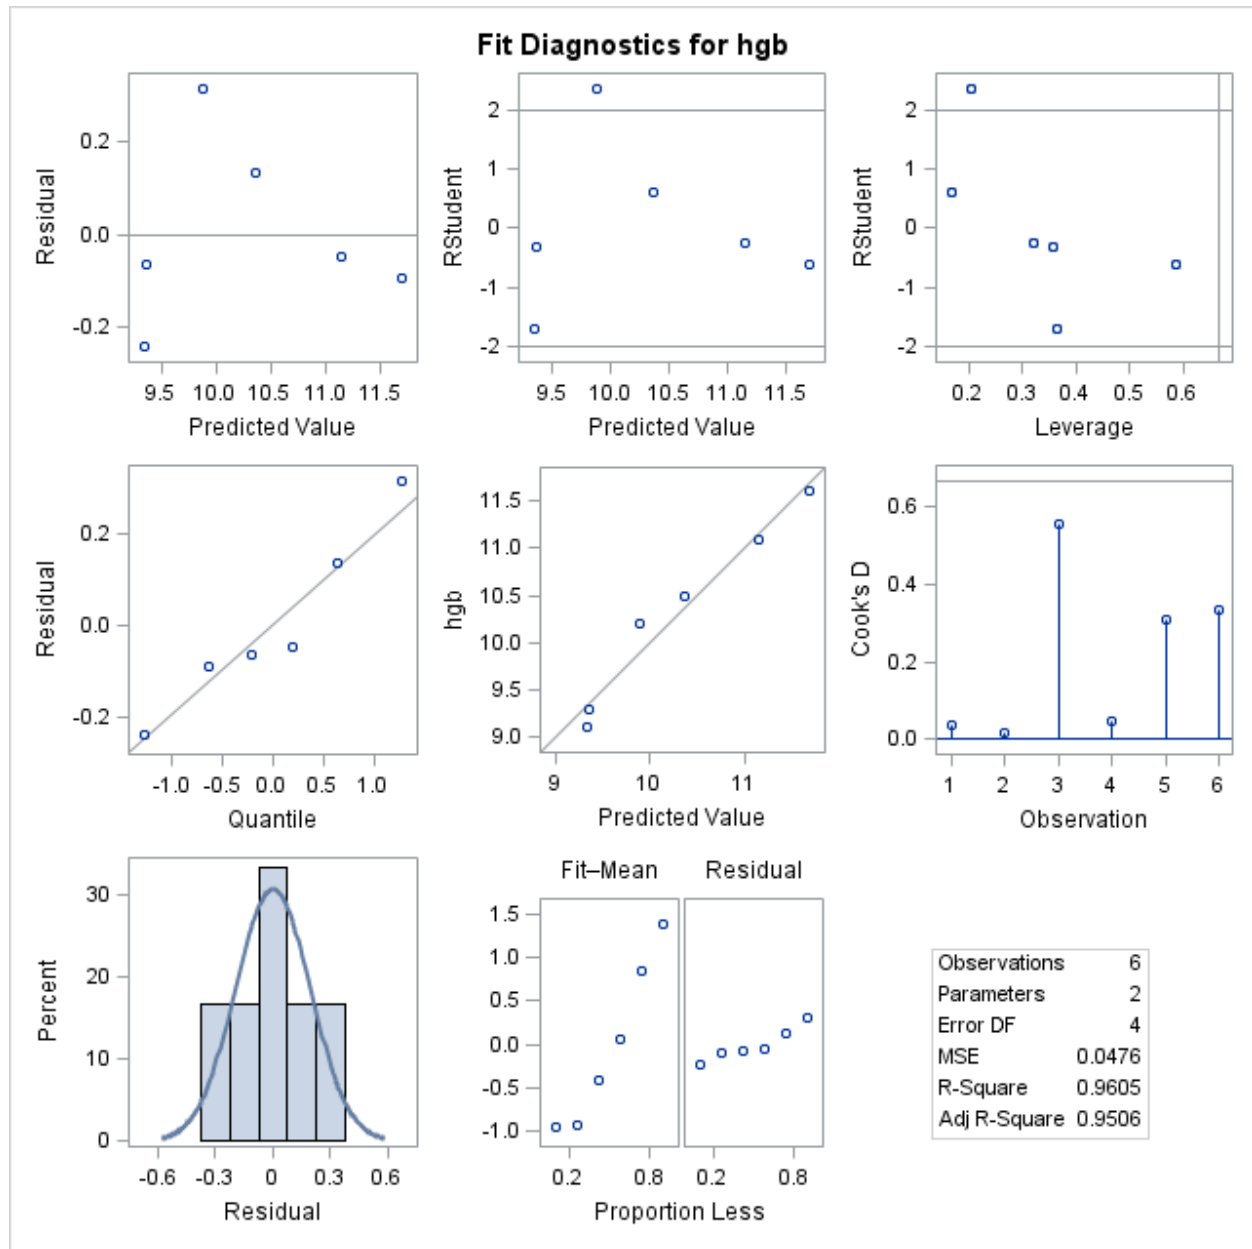 Fit Diagnostics for hgb
0.2
0.0
-0.2
Residual
9.5 10.0 10.5 11.0 11.5
Predicted Value
2
1
0
-1
-2
RStudent
9.5 10.0 10.5 11.0 11.5
Predicted Value
2
1
0
-1
-2
RStudent
0.2 0.3 0.4 0.5 0.6
Leverage
0.2
0.0
-0.2
Residual
-1.0 -0.5 0.0 0.5 1.0
Quantile
11.5
11.0
10.5
10.0
9.5
9.0
hgb
9 10 11
Predicted Value
0.6
0.4
0.2
0.0
Cook's D
1 2 3 4 5 6
Observation
30
20
10
0
Percent
-0.6 -0.3 0 0.3 0.6
Residual
Fit–Mean Residual
1.5
1.0
0.5
0.0
-0.5
-1.0
0.2 0.8 0.2 0.8
Proportion Less
Observations 6
Parameters 2
Error DF 4
MSE 0.0476
R-Square 0.9605
Adj R-Square 0.9506